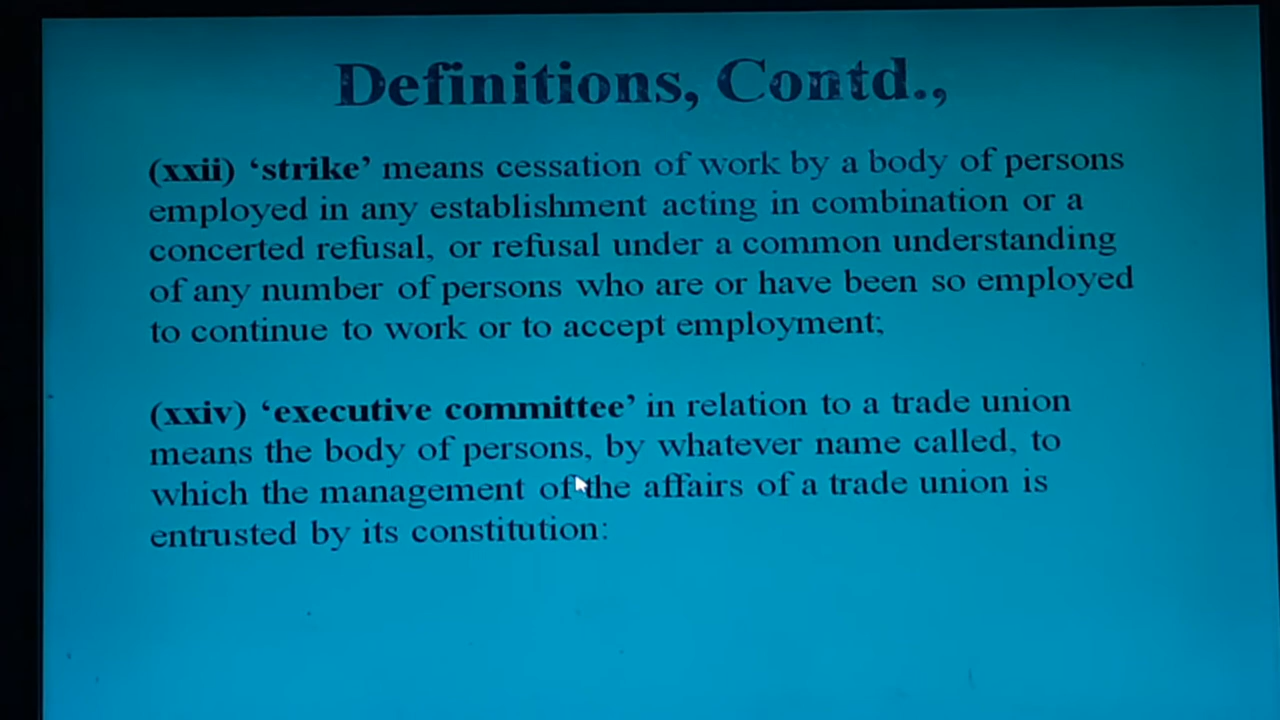 Definitions, Contd.,
(xxii) ‘strike’ means cessation of work by a body of persons
employed in any establishment acting in combination or a
concerted refusal, or refusal under a common understanding
of any number of persons who are or have been so employed
to continue to work or to accept employment;
(xxiv) ‘executive committee’ in relation to a trade union
means the body of persons, by whatever name called, to
which the management of the affairs of a trade union is
entrusted by its constitution: